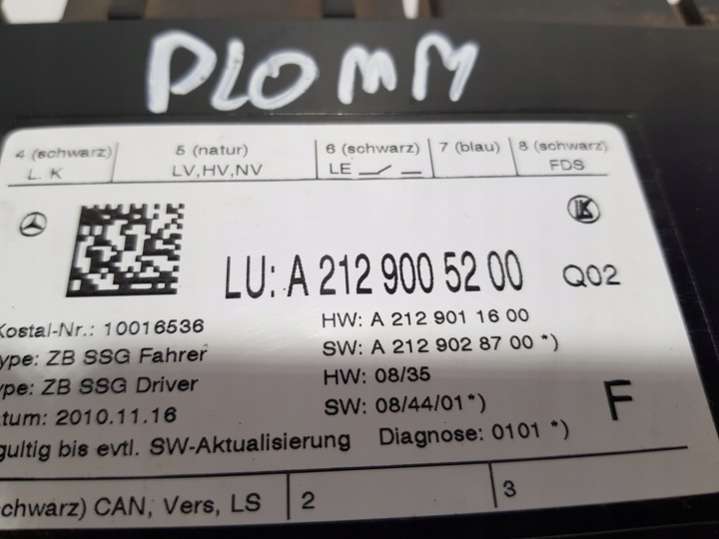 PLOMM
4 (schwarz) 5 (natur) 6 (schwarz) 7 (blau) 8 (schwarz)
L. K LV,HV,NV LE FDS
LU: A 212 900 52 00 Q02
Kostal-Nr.: 10016536 HW: A 212 901 16 00
ype: ZB SSG Fahrer SW: A 212 902 87 00 *)
ype: ZB SSG Driver HW: 08/35
atum: 2010.11.16 SW: 08/44/01*) F
gultig bis evtl. SW-Aktualisierung Diagnose: 0101 *)
chwarz) CAN, Vers, LS 2 3